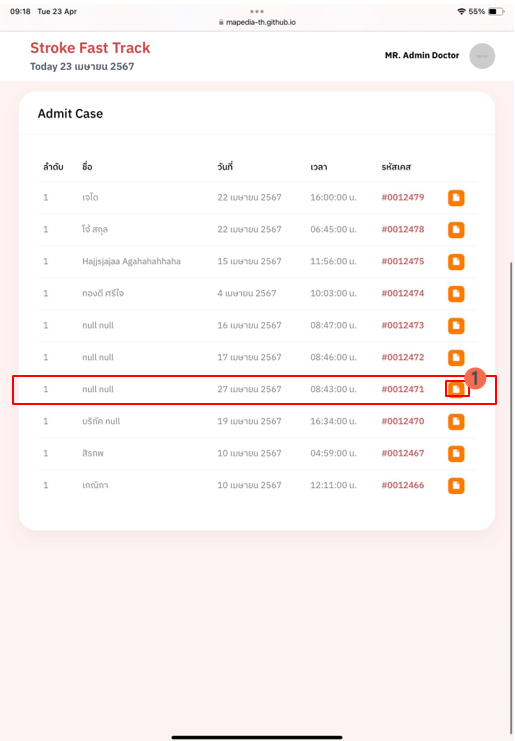 09:18 Tue 23 Apr 55%
mapedia-th.github.io
Stroke Fast Track
MR. Admin Doctor
Today 23 เมษายน 2567
Admit Case
ลำดับ ชื่อ วันที่ เวลา รหัสเคส
1 เจโต 22 เมษายน 2567 16:00:00 น. #0012479
1 โจ้ สกุล 22 เมษายน 2567 06:45:00 น. #0012478
1 Hajjsjajaa Agahahahhaha 15 เมษายน 2567 11:56:00 น. #0012475
1 ทองดี ศรีใจ 4 เมษายน 2567 10:03:00 น. #0012474
1 null null 16 เมษายน 2567 08:47:00 น. #0012473
1 null null 17 เมษายน 2567 08:46:00 น. #0012472
1 null null 27 เมษายน 2567 08:43:00 น. #0012471 1
1 บริภัค null 19 เมษายน 2567 16:34:00 น. #0012470
1 สิรภพ 10 เมษายน 2567 04:59:00 น. #0012467
1 เกณิกา 10 เมษายน 2567 12:11:00 น. #0012466